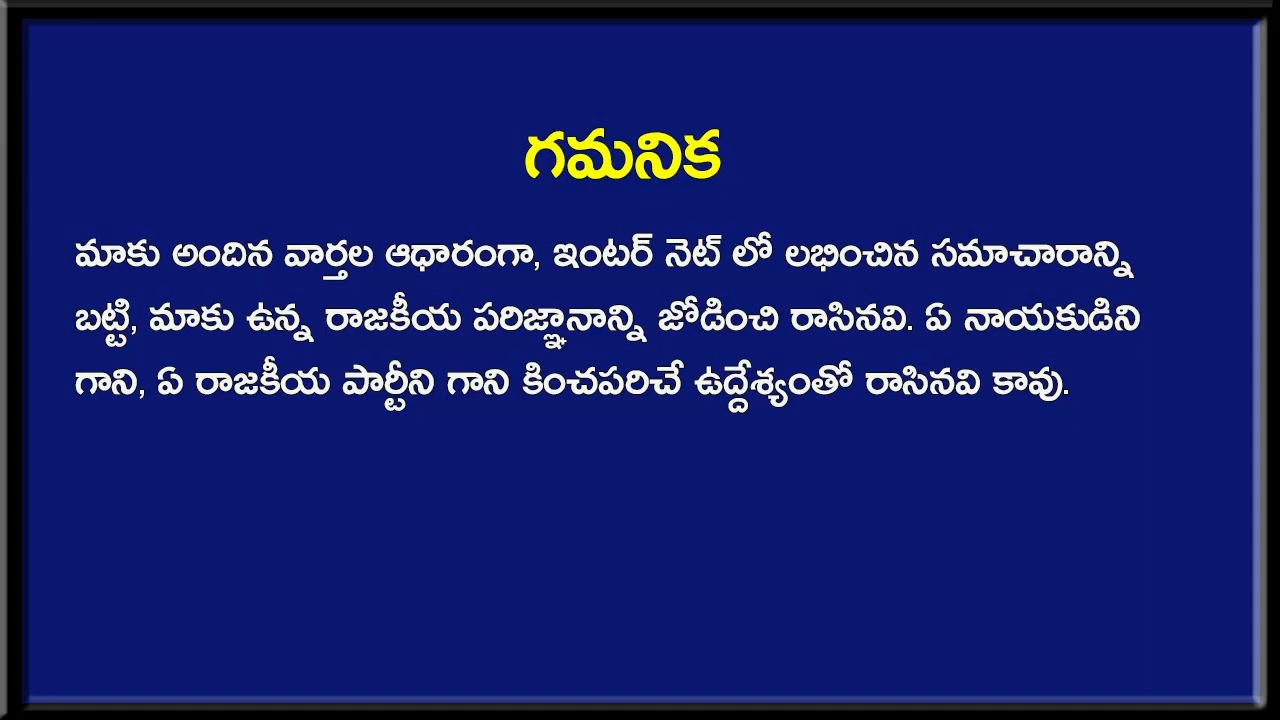 గమనిక
మాకు అందిన వార్తల ఆధారంగా, ఇంటర్ నెట్ లో లభించిన సమాచారాన్ని
బట్టి, మాకు ఉన్న రాజకీయ పరిజ్ఞానాన్ని జోడించి రాసినవి. ఏ నాయకుడిని
గాని, ఏ రాజకీయ పార్టీని గాని కించపరిచే ఉద్దేశ్యంతో రాసినవి కావు.